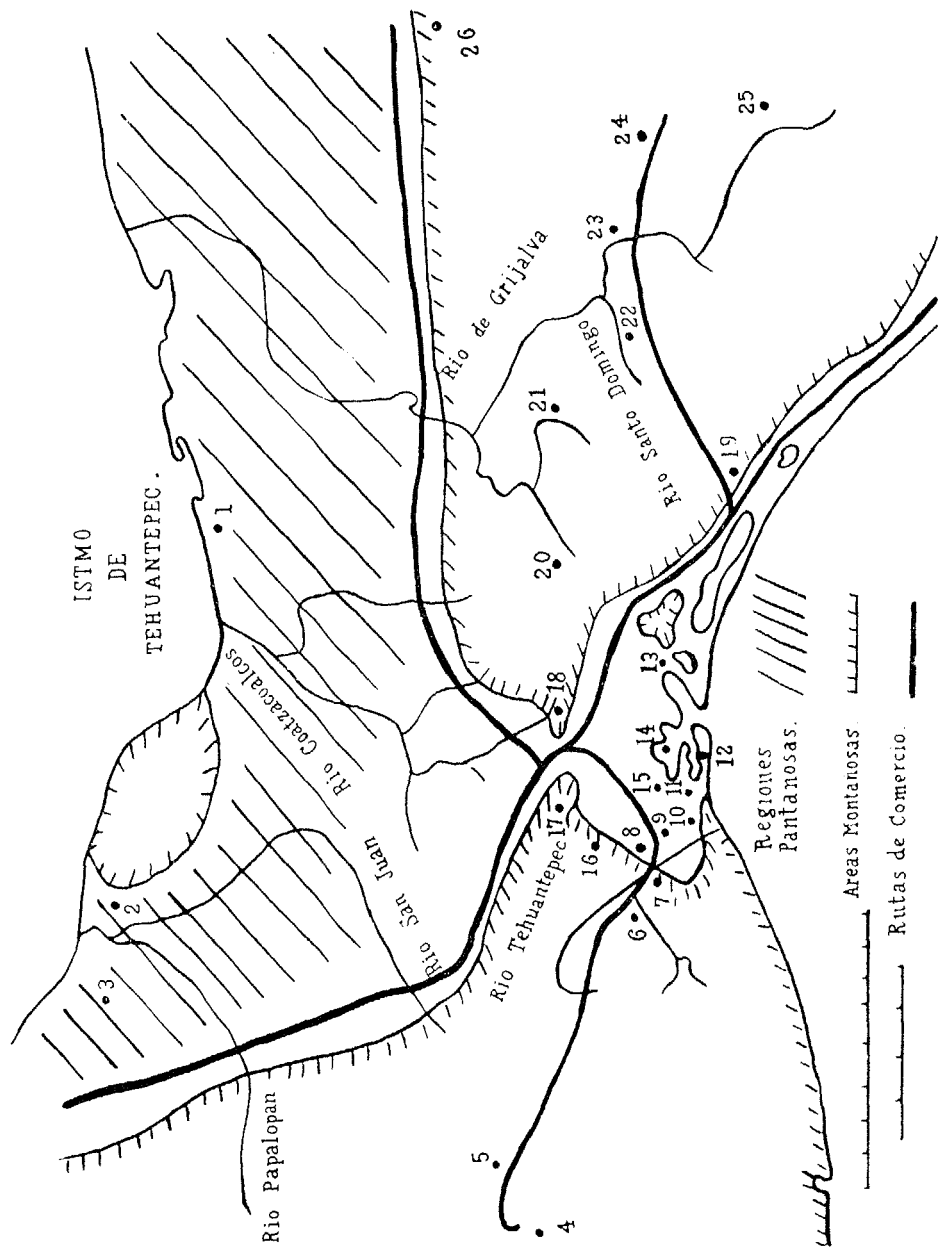 ISTMO
DE
TEHUANTEPEC.
1
2
3
4
5
6
7
8
9
10
11
12
13
14
15
16
17
18
19
20
21
22
23
24
25
26
Rio Coatzacoalcos
Rio San Juan
Rio Papalopan
Rio Tehuantepec
Rio de Grijalva
Rio Santo Domingo
Regiones
Pantanosas.
Areas Montanosas
Rutas de Comercio.